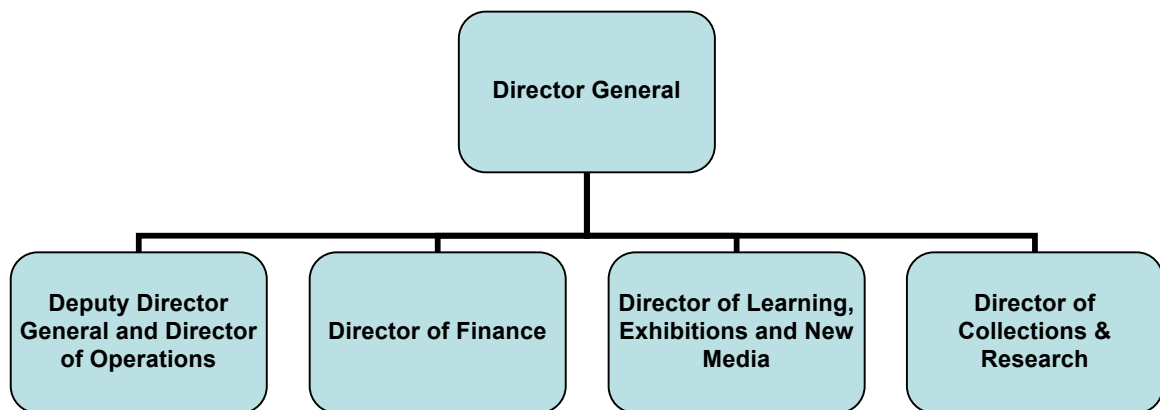 Director General
Deputy Director
General and Director
of Operations
Director of Finance
Director of Learning,
Exhibitions and New
Media
Director of
Collections &
Research